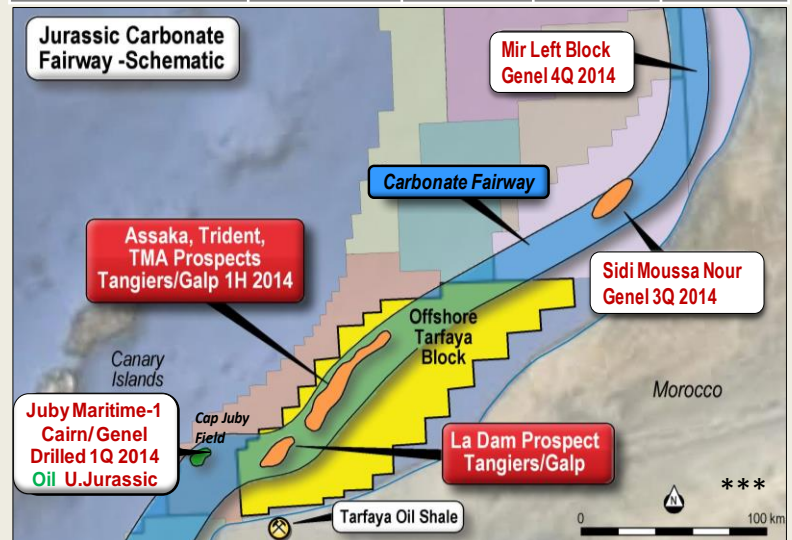 Jurassic Carbonate
Fairway -Schematic
Mir Left Block
Genel 4Q 2014
Carbonate Fairway
Assaka, Trident,
TMA Prospects
Tangiers/Galp 1H 2014
Sidi Moussa Nour
Genel 3Q 2014
Offshore
Tarfaya
Block
Canary
Islands
Morocco
Juby Maritime-1
Cairn/ Genel
Drilled 1Q 2014
Oil U.Jurassic
Cap Juby
Field
La Dam Prospect
Tangiers/Galp
***
N
Tarfaya Oil Shale
0 100 km